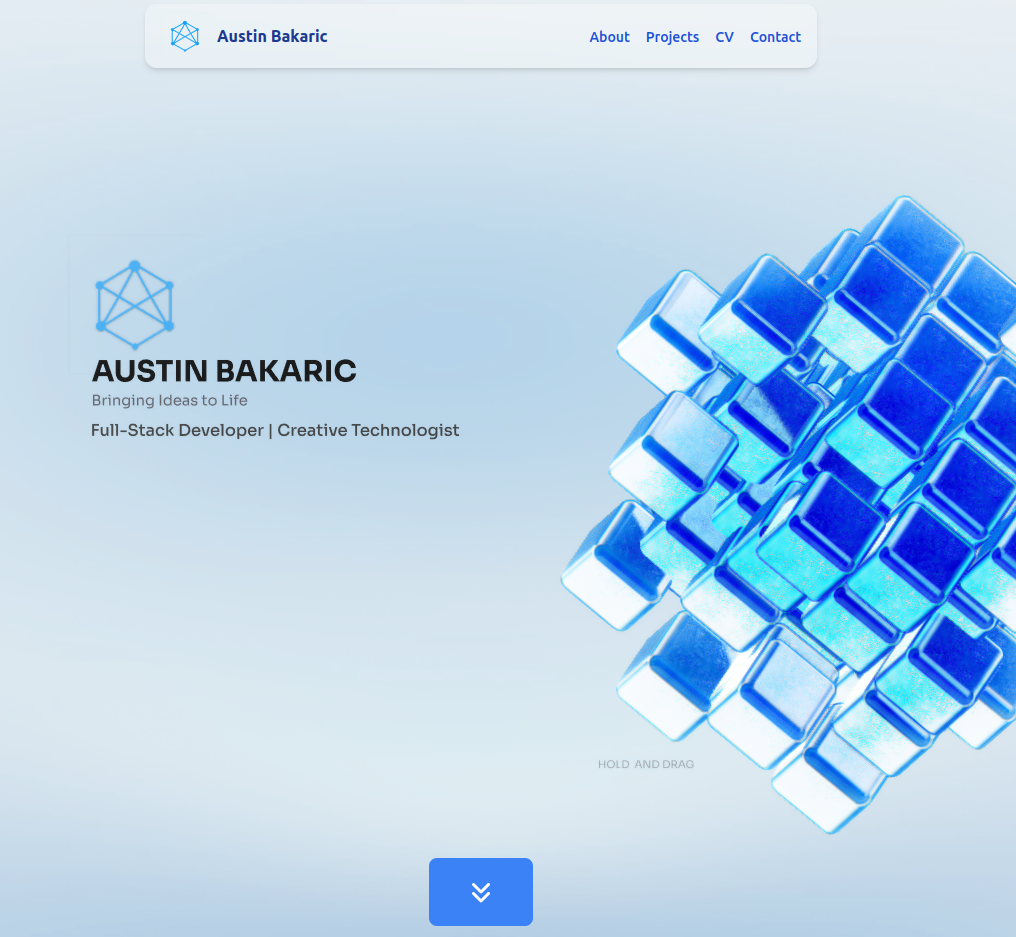 Austin Bakaric
About Projects CV Contact
AUSTIN BAKARIC
Bringing Ideas to Life
Full-Stack Developer | Creative Technologist
HOLD AND DRAG